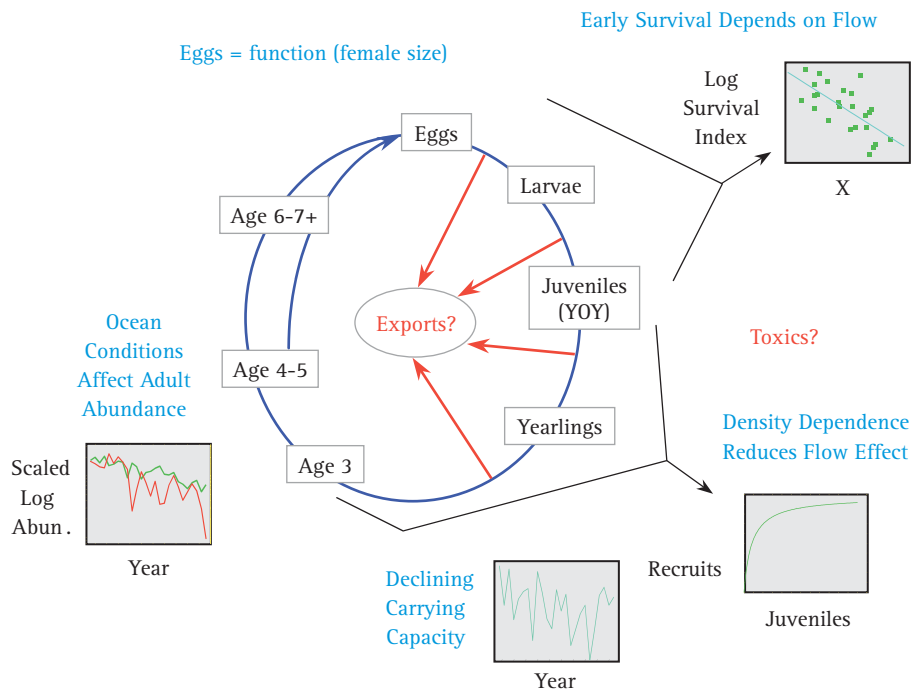 Early Survival Depends on Flow
Eggs = function (female size)
Log
Survival
Index
X
Eggs
Larvae
Age 6-7+
Juveniles
(YOY)
Exports?
Ocean
Conditions
Affect Adult
Abundance
Age 4-5
Toxics?
Yearlings
Density Dependence
Reduces Flow Effect
Age 3
Scaled
Log
Abun.
Year
Recruits
Juveniles
Declining
Carrying
Capacity
Year